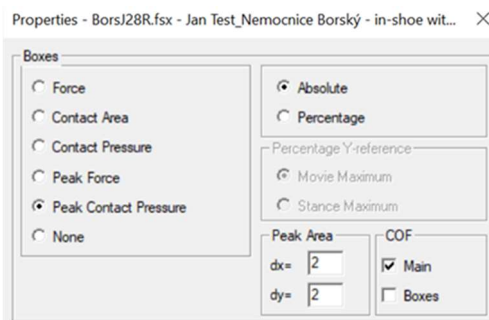 Properties - BorsJ28R.fsx - Jan Test_Nemocnice Borský - in-shoe wit...
Boxes
Force
Contact Area
Contact Pressure
Peak Force
Peak Contact Pressure
None
Absolute
Percentage
Percentage Y-reference
Movie Maximum
Stance Maximum
Peak Area
dx= 2
dy= 2
COF
Main
Boxes